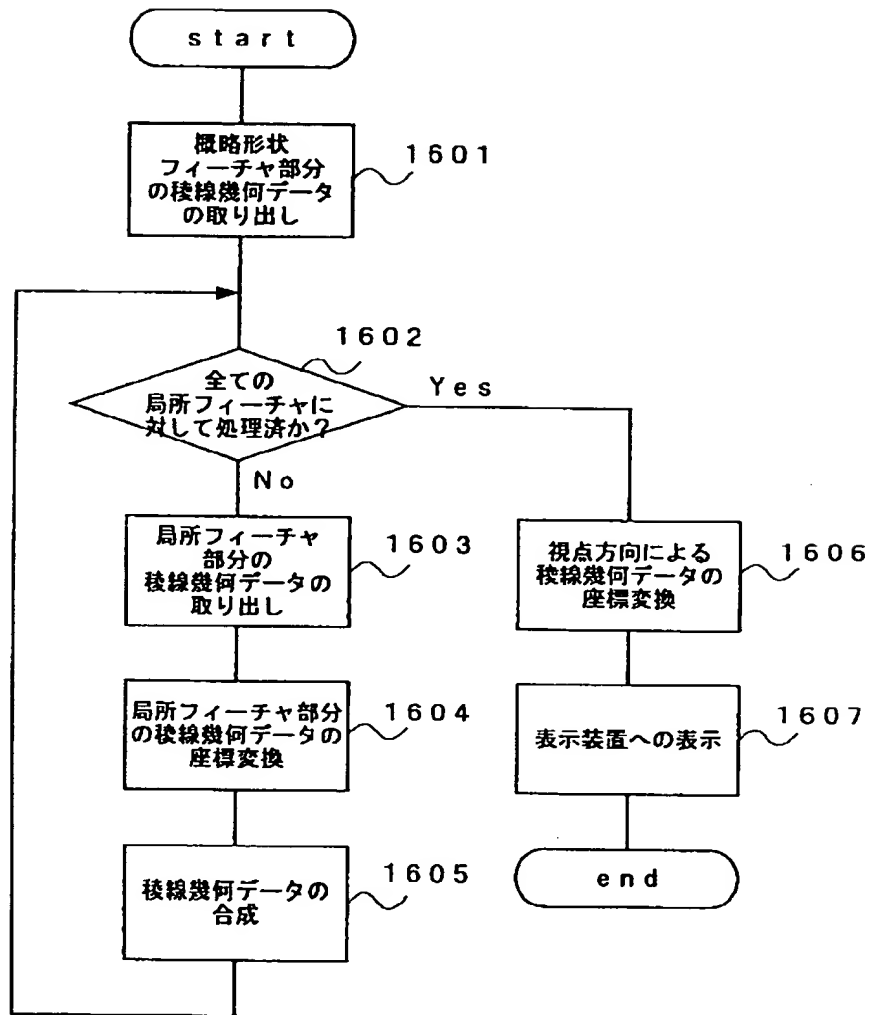 start
概略形状
フィーチャ部分
の稜線幾何データ
の取り出し
1601
1602
全ての
局所フィーチャに
対して処理済か？
Yes
No
局所フィーチャ
部分の
稜線幾何データの
取り出し
1603
視点方向による
稜線幾何データの
座標変換
1606
局所フィーチャ部分
の稜線幾何データの
座標変換
1604
表示装置への表示
1607
稜線幾何データの
合成
1605
end